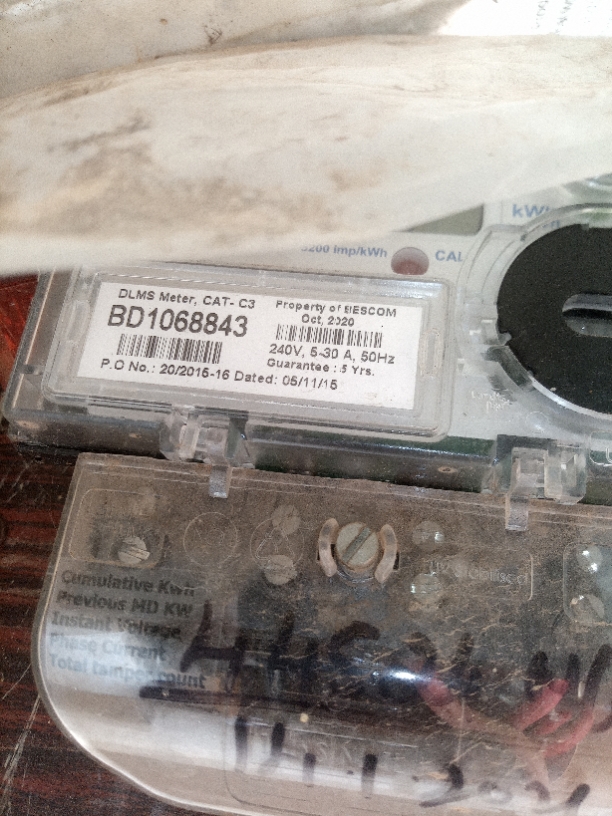 kWh
3200 Imp/kWh
CAL
DLMS Meter, CAT- C3
BD1068843
P.O No.: 20/2015-16 Dated: 05/11/15
Property of BESCOM
Oct, 2020
240V, 5-30 A, 50Hz
Guarantee : 5 Yrs.
Cumulative Kwh
Previous MD KW
Instant Voltage
Phase Current
Total tamper count